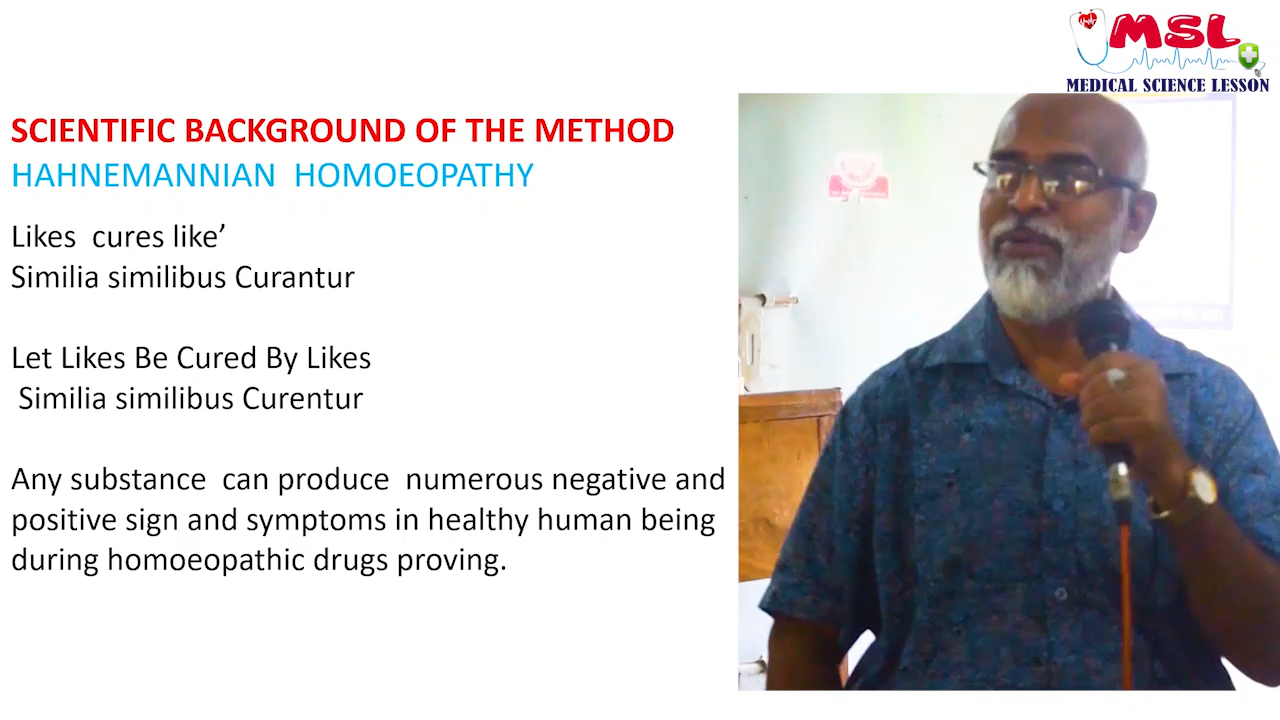 MSL
MEDICAL SCIENCE LESSON
SCIENTIFIC BACKGROUND OF THE METHOD
HAHNEMANNIAN HOMOEOPATHY
Likes cures like’
Similia similibus Curantur
Let Likes Be Cured By Likes
Similia similibus Curentur
Any substance can produce numerous negative and
positive sign and symptoms in healthy human being
during homoeopathic drugs proving.